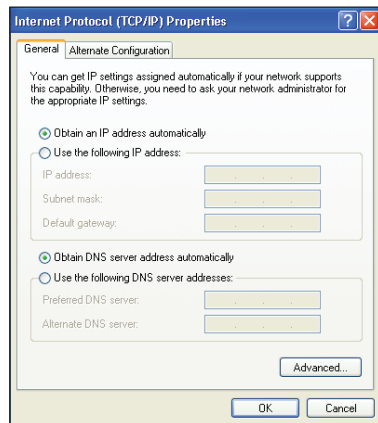 Internet Protocol (TCP/IP) Properties
General
Alternate Configuration
You can get IP settings assigned automatically if your network supports
this capability. Otherwise, you need to ask your network administrator for
the appropriate IP settings.
Obtain an IP address automatically
Use the following IP address:
IP address:
Subnet mask:
Default gateway:
Obtain DNS server address automatically
Use the following DNS server addresses:
Preferred DNS server:
Alternate DNS server:
Advanced...
OK
Cancel